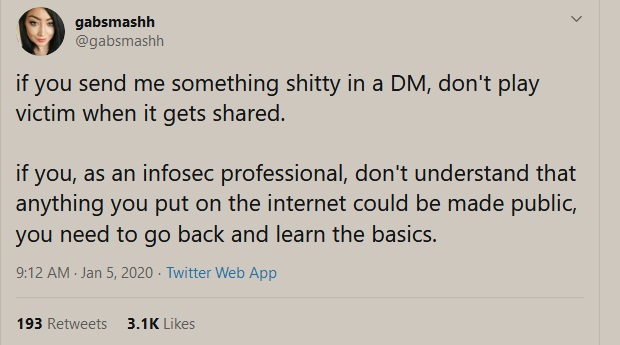 gabsmashh
@gabsmashh
if you send me something shitty in a DM, don't play
victim when it gets shared.
if you, as an infosec professional, don't understand that
anything you put on the internet could be made public,
you need to go back and learn the basics.
9:12 AM · Jan 5, 2020 · Twitter Web App
193 Retweets 3.1K Likes